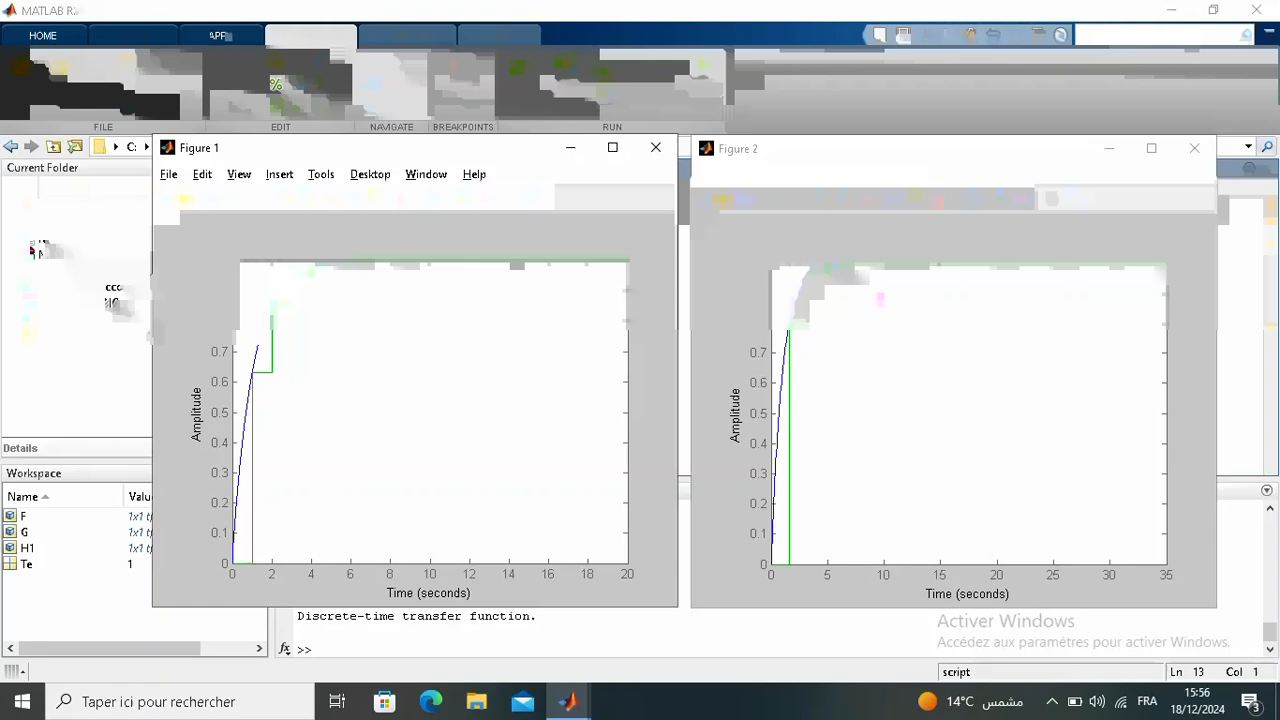 MATLAB R
HOME
APP
FILE EDIT NAVIGATE BREAKPOINTS RUN
C:
Current Folder
Figure 1
File Edit View Insert Tools Desktop Window Help
0.7
0.6
0.5
0.4
0.3
0.2
0.1
0
Amplitude
0 2 4 6 8 10 12 14 16 18 20
Time (seconds)
Figure 2
0.7
0.6
0.5
0.4
0.3
0.2
0.1
0
Amplitude
0 5 10 15 20 25 30 35
Time (seconds)
Details
Workspace
Name Valu
F 1x1 t
G 1x1 t
H1 1x1 t
Te 1
Discrete-time transfer function.
fx >>
Activer Windows
Accédez aux paramètres pour activer Windows.
script Ln 13 Col 1
Taper ici pour rechercher
14°C مشمس
FRA
15:56
18/12/2024
3